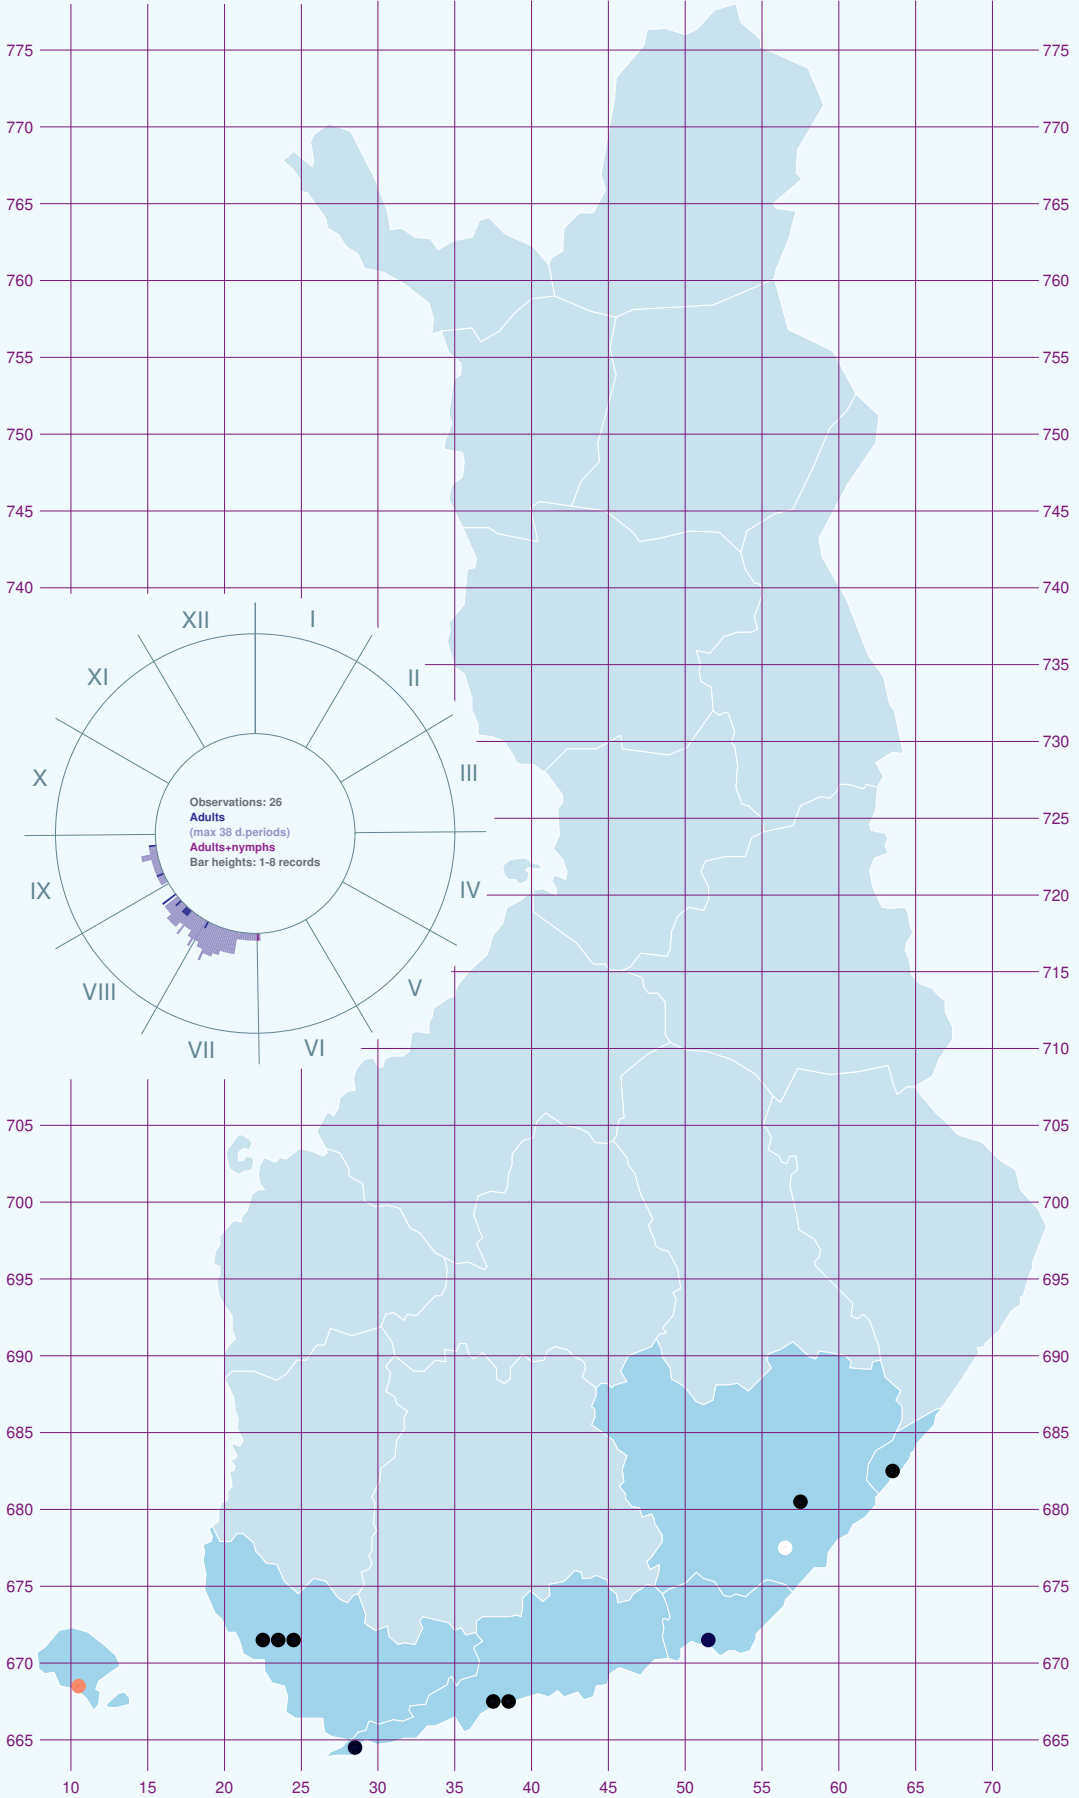 775 775
770 770
765 765
760 760
755 755
750 750
745 745
740 740
XII I
735
XI II
730
X III
Observations: 26
Adults
(max 38 d.periods)
Adults+nymphs
Bar heights: 1-8 records
725
IX IV
720
VIII V
715
VII VI
710
705 705
700 700
695 695
690 690
685 685
680 680
675 675
670 670
665 665
10 15 20 25 30 35 40 45 50 55 60 65 70